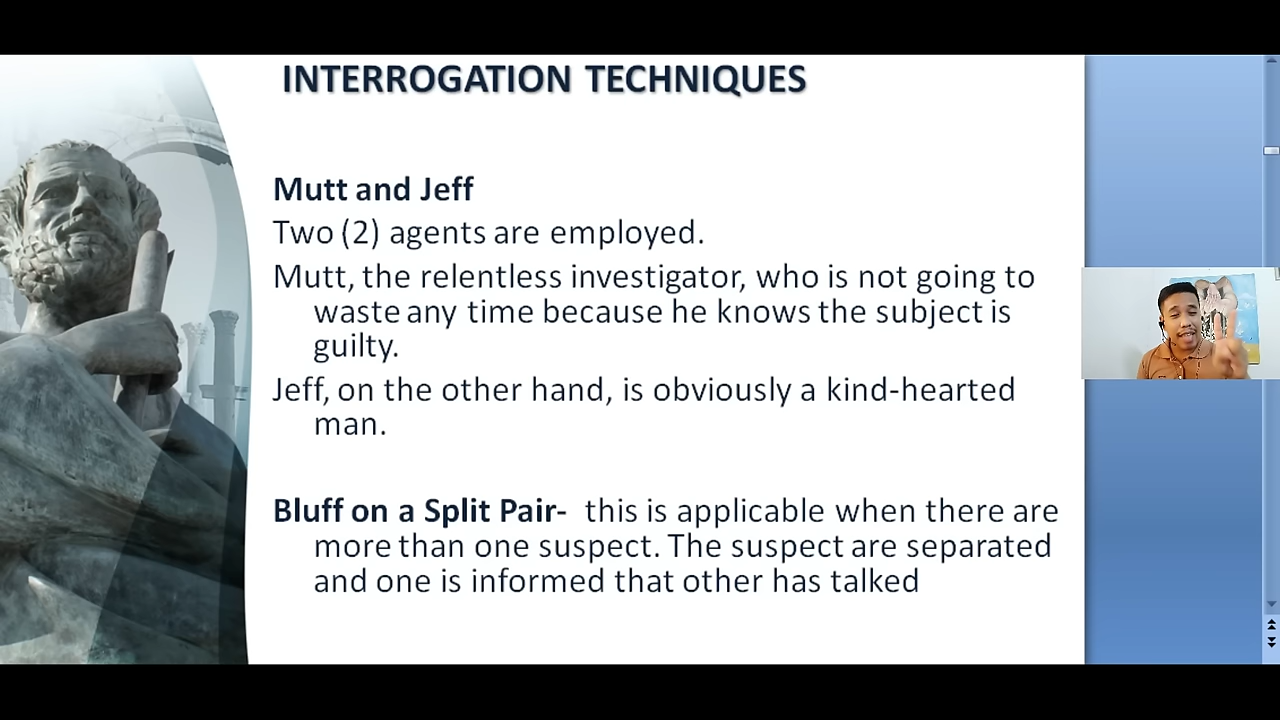 INTERROGATION TECHNIQUES
Mutt and Jeff
Two (2) agents are employed.
Mutt, the relentless investigator, who is not going to
waste any time because he knows the subject is
guilty.
Jeff, on the other hand, is obviously a kind-hearted
man.
Bluff on a Split Pair- this is applicable when there are
more than one suspect. The suspect are separated
and one is informed that other has talked